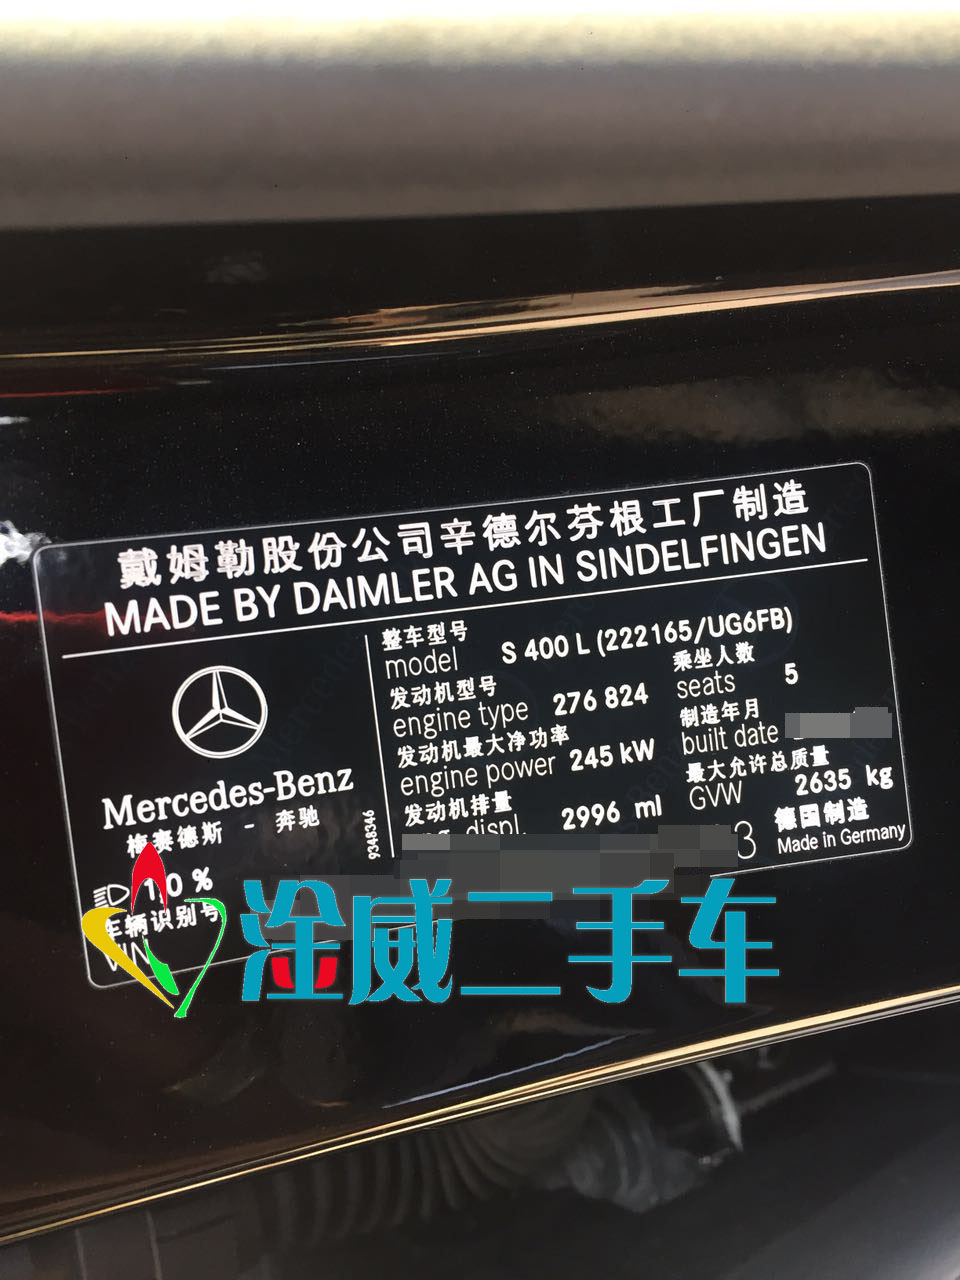 戴姆勒股份公司辛德尔芬根工厂制造
MADE BY DAIMLER AG IN SINDELFINGEN
Mercedes-Benz
梅赛德斯 - 奔驰
9348346
整车型号
model S 400 L (222165/UG6FB)
发动机型号
engine type 276 824
乘坐人数
seats 5
发动机最大净功率
engine power 245 kW
制造年月
built date
发动机排量
displ. 2996 ml
最大允许总质量
GVW 2635 kg
德国制造
Made in Germany
%
车辆识别号
VIN
淦威二手车